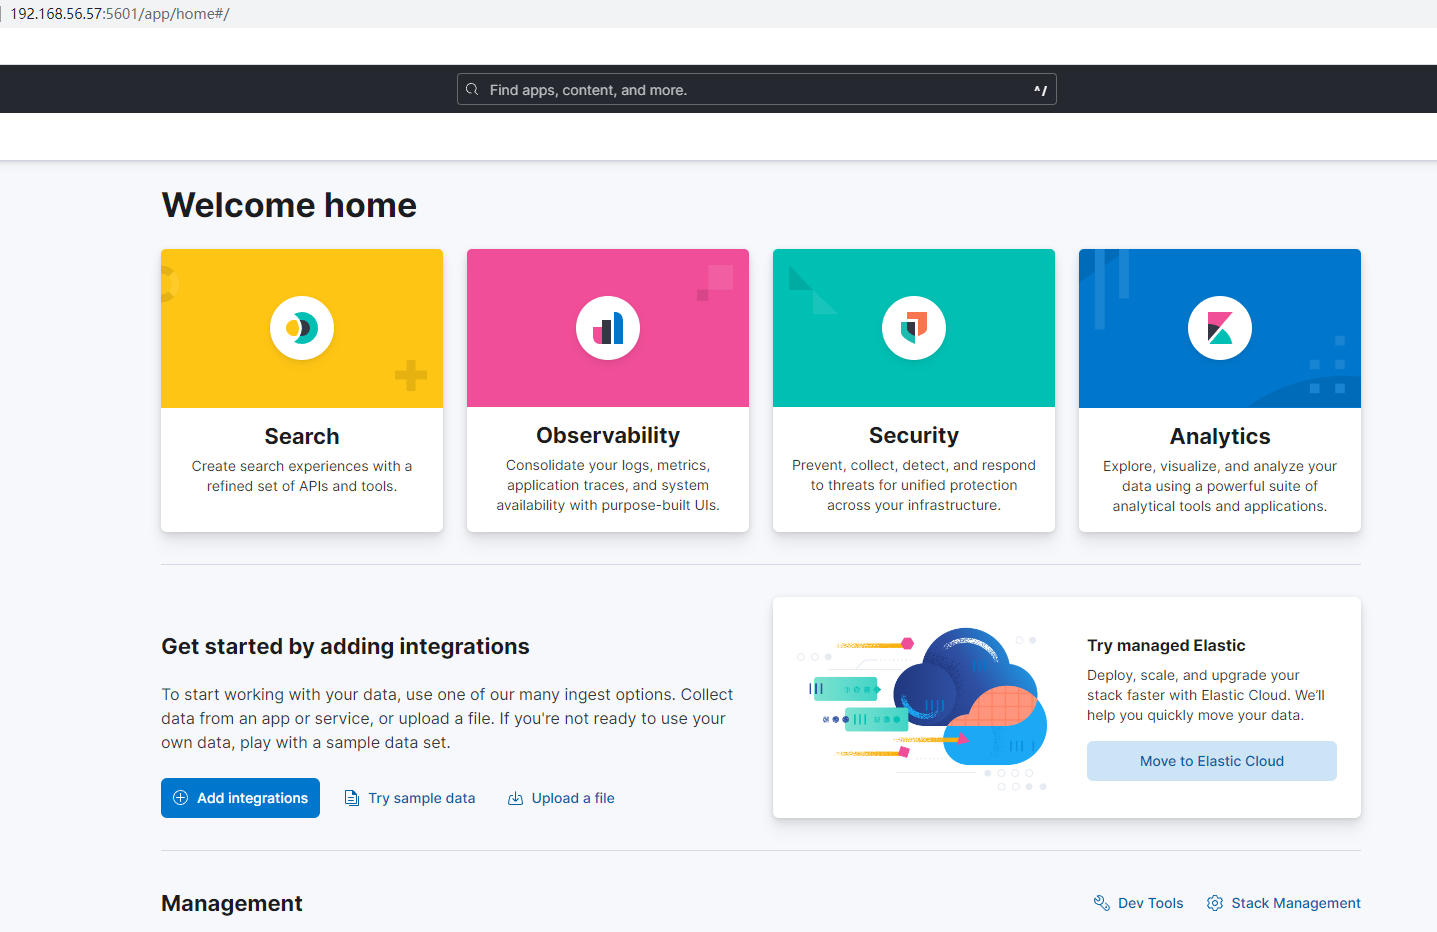 192.168.56.57:5601/app/home#/
Find apps, content, and more.
^/
Welcome home
Search
Create search experiences with a
refined set of APIs and tools.
Observability
Consolidate your logs, metrics,
application traces, and system
availability with purpose-built UIs.
Security
Prevent, collect, detect, and respond
to threats for unified protection
across your infrastructure.
Analytics
Explore, visualize, and analyze your
data using a powerful suite of
analytical tools and applications.
Get started by adding integrations
To start working with your data, use one of our many ingest options. Collect
data from an app or service, or upload a file. If you're not ready to use your
own data, play with a sample data set.
Add integrations
Try sample data
Upload a file
Try managed Elastic
Deploy, scale, and upgrade your
stack faster with Elastic Cloud. We’ll
help you quickly move your data.
Move to Elastic Cloud
Management
Dev Tools
Stack Management